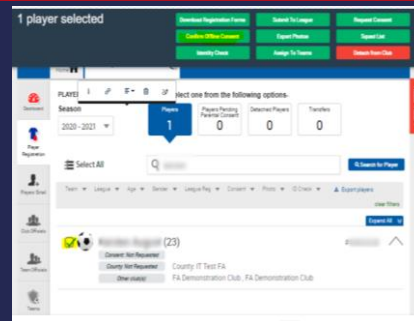 1 player selected
Download Registration Forms
Submit To League
Request Consent
Confirm Offline Consent
Export Photos
Squad List
Identity Check
Assign To Teams
Detach from Club
Home
PLAYE
elect one from the following options-
Season
2020 - 2021
Players
1
Players Pending Parental Consent
0
Detached Players
0
Transfers
0
Dashboard
Player Registration
Players Email
Club Officials
Team Officials
Teams
Select All
Search for Player
Team
League
Age
Gender
League Reg
Consent
Photo
ID Check
Export players
clear filters
Expand All
(23)
Consent: Not Requested
County: Not Requested
County: IT Test FA
Other club(s)
FA Demonstration Club , FA Demonstration Club